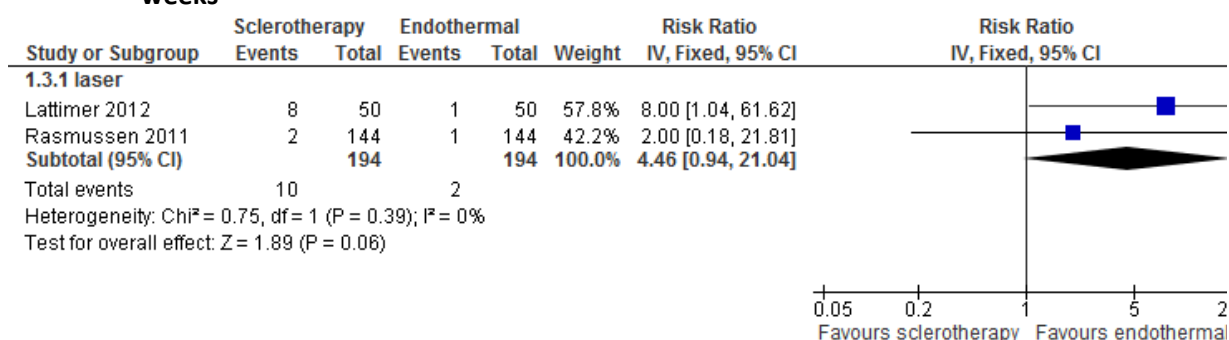 weeks
Sclerotherapy Endothermal Risk Ratio Risk Ratio
Study or Subgroup Events Total Events Total Weight IV, Fixed, 95% CI IV, Fixed, 95% CI
1.3.1 laser
Lattimer 2012 8 50 1 50 57.8% 8.00 [1.04, 61.62]
Rasmussen 2011 2 144 1 144 42.2% 2.00 [0.18, 21.81]
Subtotal (95% CI) 194 194 100.0% 4.46 [0.94, 21.04]
Total events 10 2
Heterogeneity: Chi² = 0.75, df = 1 (P = 0.39); I² = 0%
Test for overall effect: Z = 1.89 (P = 0.06)
0.05 0.2 1 5 2
Favours sclerotherapy Favours endothermal